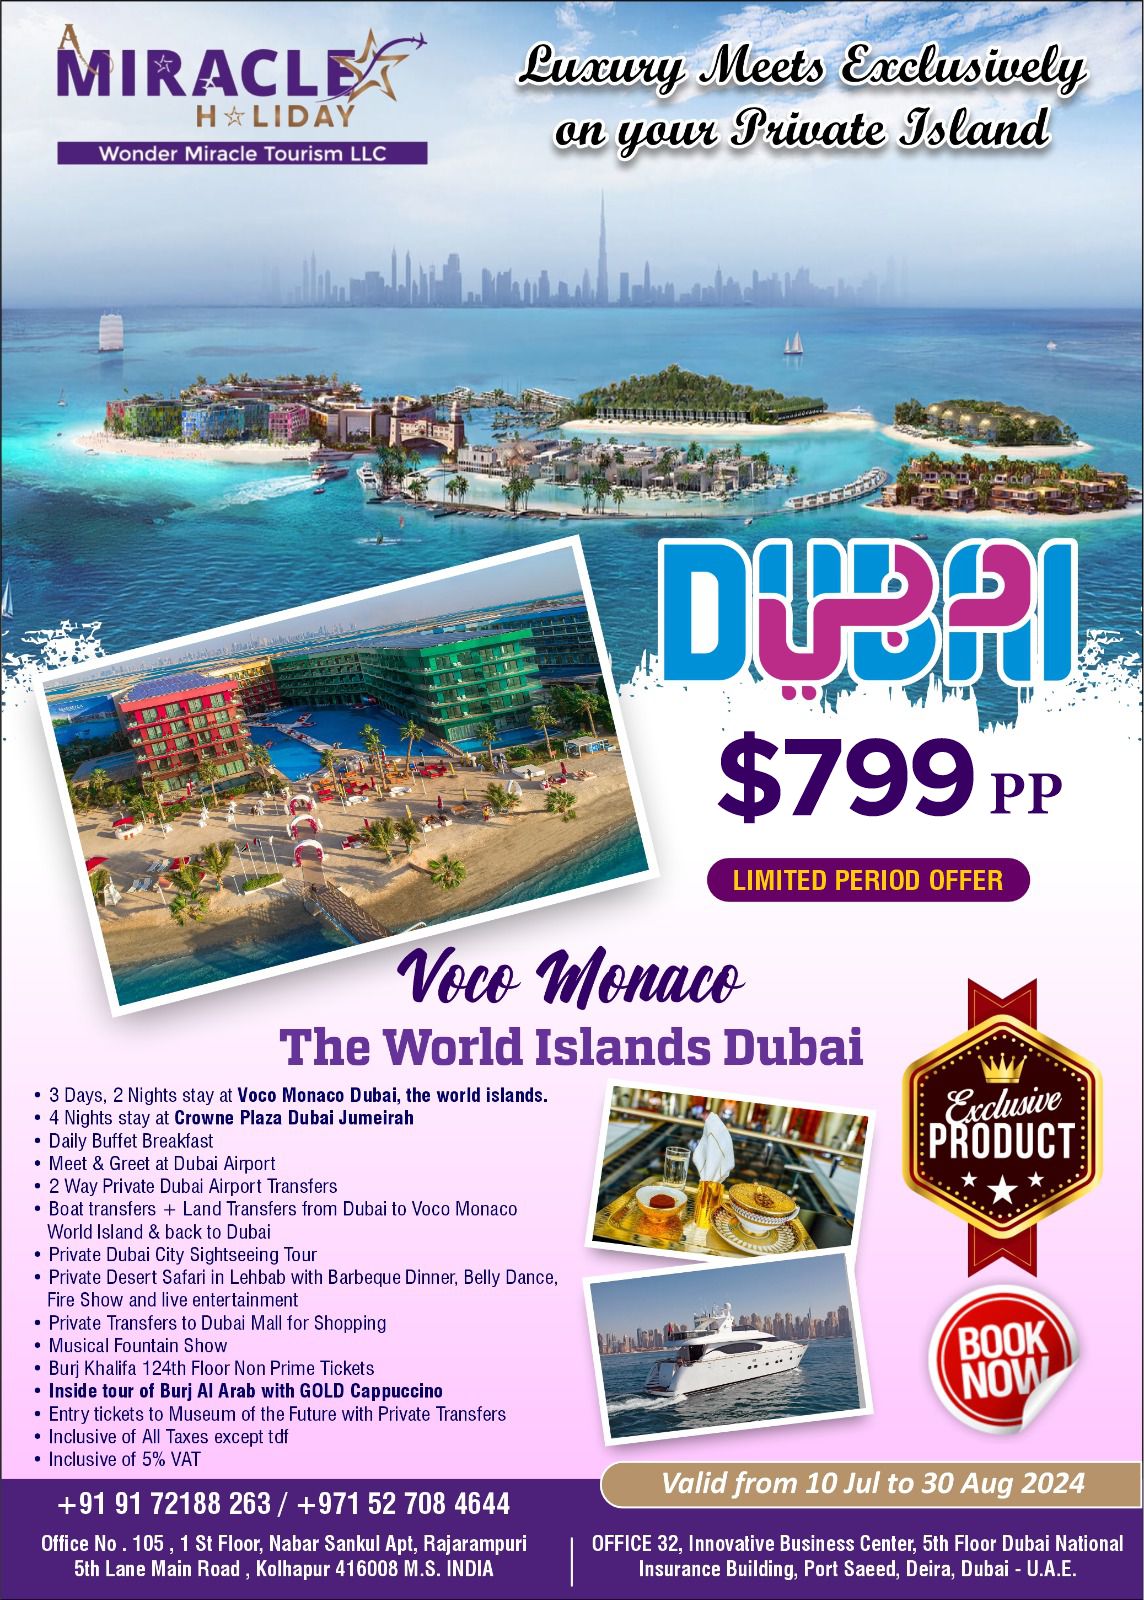 A MIRACLE
HOLIDAY
Wonder Miracle Tourism LLC
Luxury Meets Exclusively
on your Private Island
DUBAI
دبي
$799 PP
LIMITED PERIOD OFFER
Voco Monaco
The World Islands Dubai
• 3 Days, 2 Nights stay at Voco Monaco Dubai, the world islands.
• 4 Nights stay at Crowne Plaza Dubai Jumeirah
• Daily Buffet Breakfast
• Meet & Greet at Dubai Airport
• 2 Way Private Dubai Airport Transfers
• Boat transfers + Land Transfers from Dubai to Voco Monaco
World Island & back to Dubai
• Private Dubai City Sightseeing Tour
• Private Desert Safari in Lehbab with Barbeque Dinner, Belly Dance,
Fire Show and live entertainment
• Private Transfers to Dubai Mall for Shopping
• Musical Fountain Show
• Burj Khalifa 124th Floor Non Prime Tickets
• Inside tour of Burj Al Arab with GOLD Cappuccino
• Entry tickets to Museum of the Future with Private Transfers
• Inclusive of All Taxes except tdf
• Inclusive of 5% VAT
Exclusive
PRODUCT
BOOK
NOW
Valid from 10 Jul to 30 Aug 2024
+91 91 72188 263 / +971 52 708 4644
Office No . 105 , 1 St Floor, Nabar Sankul Apt, Rajarampuri
5th Lane Main Road , Kolhapur 416008 M.S. INDIA
OFFICE 32, Innovative Business Center, 5th Floor Dubai National
Insurance Building, Port Saeed, Deira, Dubai - U.A.E.